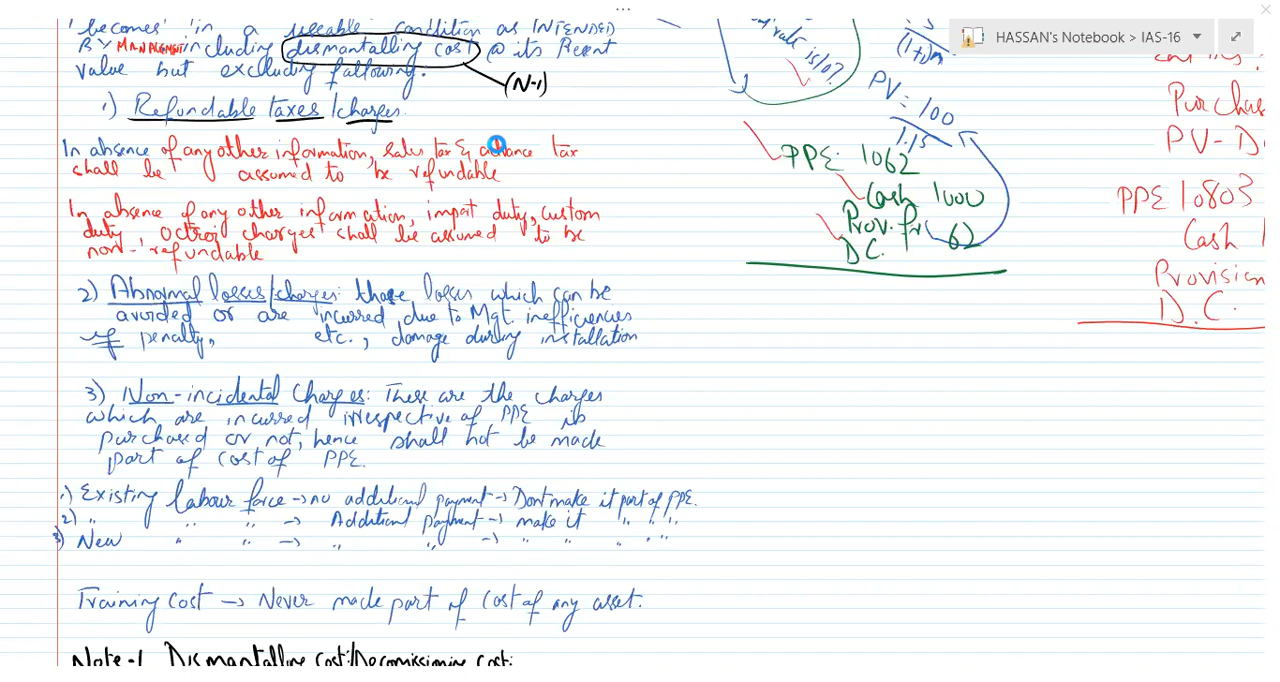 becomes in a useable condition as INTENDED
BY MANAGEMENT including dismantalling cost @ its Present
value but excluding following:
(N-1)
1) Refundable taxes / charges.
In absence of any other information, Sales tax & advance tax
shall be assumed to be refundable
In absence of any other information, import duty, custom
duty, octroi charges shall be assumed to be
non-refundable
2) Abnormal losses/charges: those losses which can be
avoided or are incurred due to Mgt. inefficiencies
penalty, etc., damage during installation
3) Non-incidental Charges: These are the charges
which are incurred irrespective of PPE is
purchased or not, hence shall not be made
part of cost of PPE.
1) Existing labour force → no additional payment → Dont make it part of PPE.
2) " " " → Additional payment → make it " " "
3) New " " → " " → " " " "
Training Cost → Never made part of Cost of any asset.
Note-1 Dismantalling cost/Decomissioning cost:
rate is 10?
(1+r)n
PV = 100
1.15
PPE 1062
Cash 1000
Prov. for 62
D C.
HASSAN's Notebook > IAS-16
Purchas
PV-D
PPE 10803
Cash
Provision
D.C.